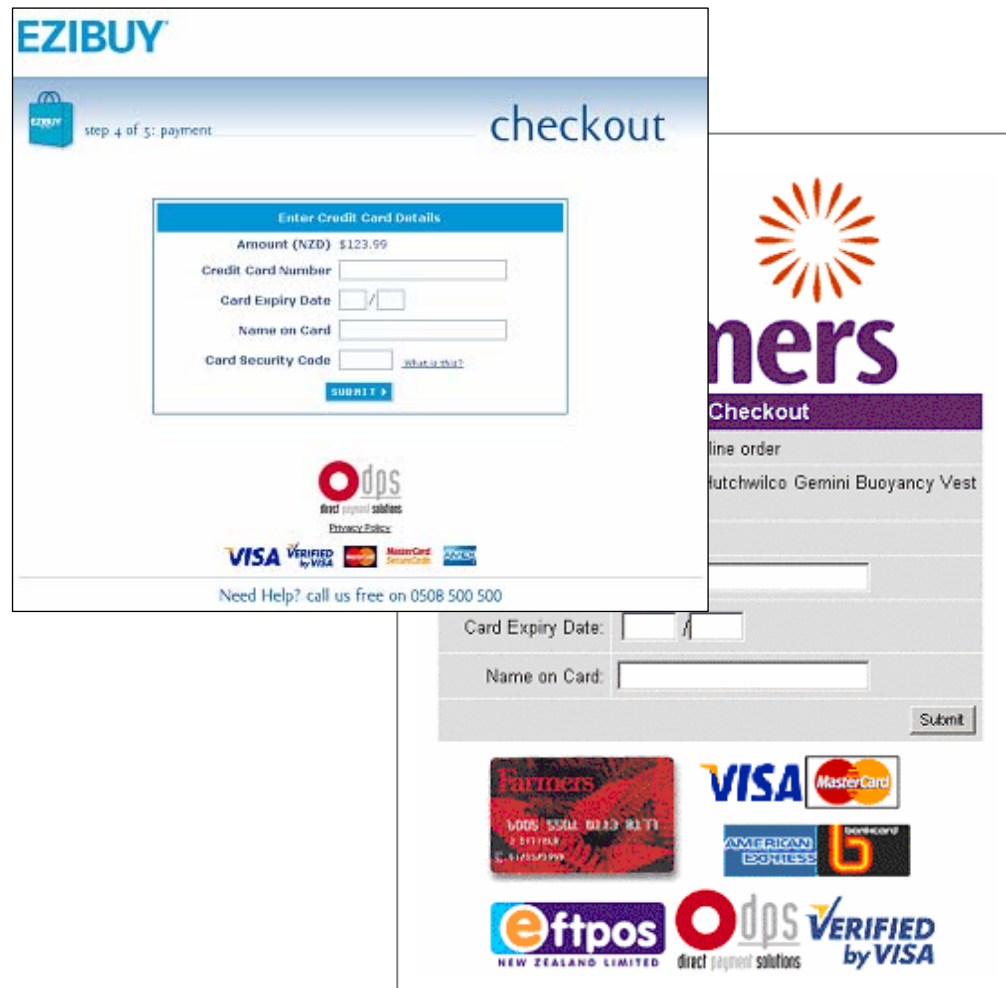 EZIBUY
EZIBUY
step 4 of 5: payment
checkout
Enter Credit Card Details
Amount (NZD) $123.99
Credit Card Number
Card Expiry Date /
Name on Card
Card Security Code What is this?
SUBMIT
dps
direct payment solutions
Privacy Policy
VISA VERIFIED by VISA MasterCard SecureCode AMEX
Need Help? call us free on 0508 500 500
mers
Checkout
line order
Hutchwilco Gemini Buoyancy Vest
Card Expiry Date: /
Name on Card:
Submit
Farmers
VISA MasterCard
AMERICAN EXPRESS bankcard
eftpos
NEW ZEALAND LIMITED
dps
direct payment solutions
VERIFIED by VISA